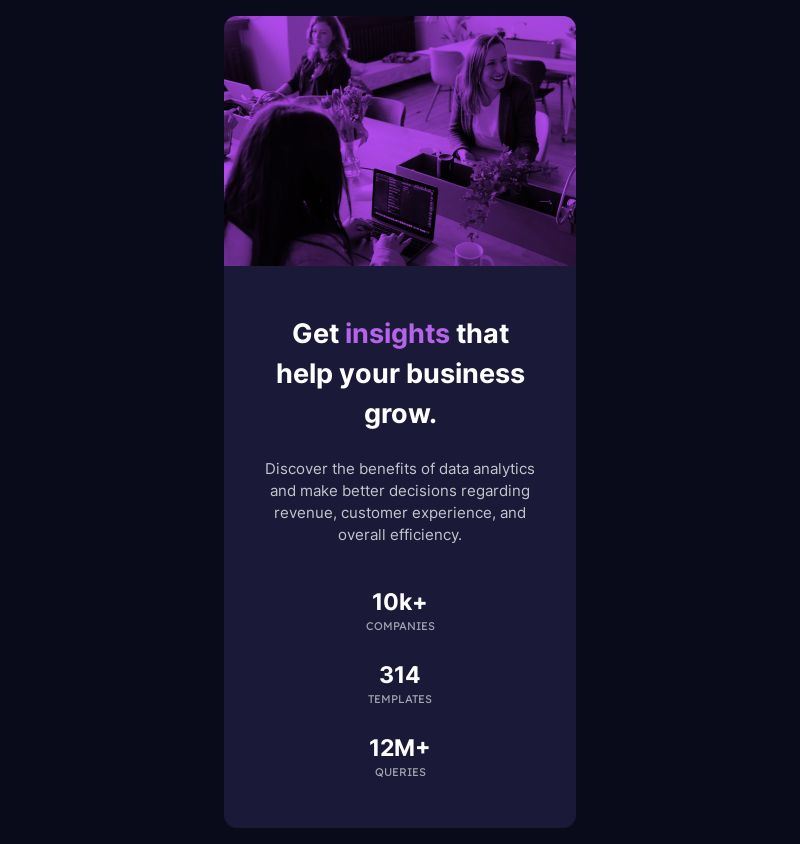 Get insights that
help your business
grow.
Discover the benefits of data analytics
and make better decisions regarding
revenue, customer experience, and
overall efficiency.
10k+
COMPANIES
314
TEMPLATES
12M+
QUERIES